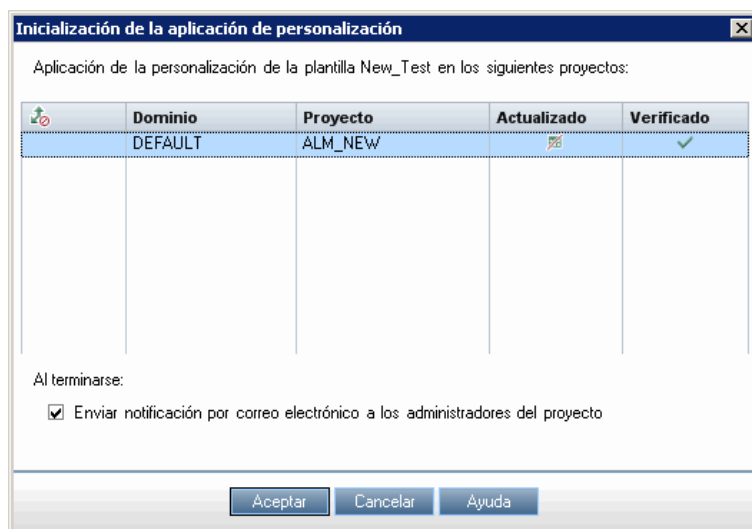 Inicialización de la aplicación de personalización
Aplicación de la personalización de la plantilla New_Test en los siguientes proyectos:
Dominio Proyecto Actualizado Verificado
DEFAULT ALM_NEW
Al terminarse:
Enviar notificación por correo electrónico a los administradores del proyecto
Aceptar Cancelar Ayuda